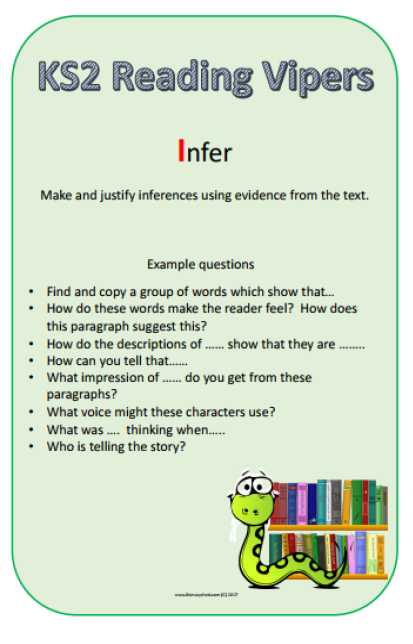 KS2 Reading Vipers
Infer
Make and justify inferences using evidence from the text.
Example questions
• Find and copy a group of words which show that…
• How do these words make the reader feel? How does
this paragraph suggest this?
• How do the descriptions of …… show that they are ……..
• How can you tell that……
• What impression of …… do you get from these
paragraphs?
• What voice might these characters use?
• What was …. thinking when…..
• Who is telling the story?
www.literacyshed.com (C) 2017